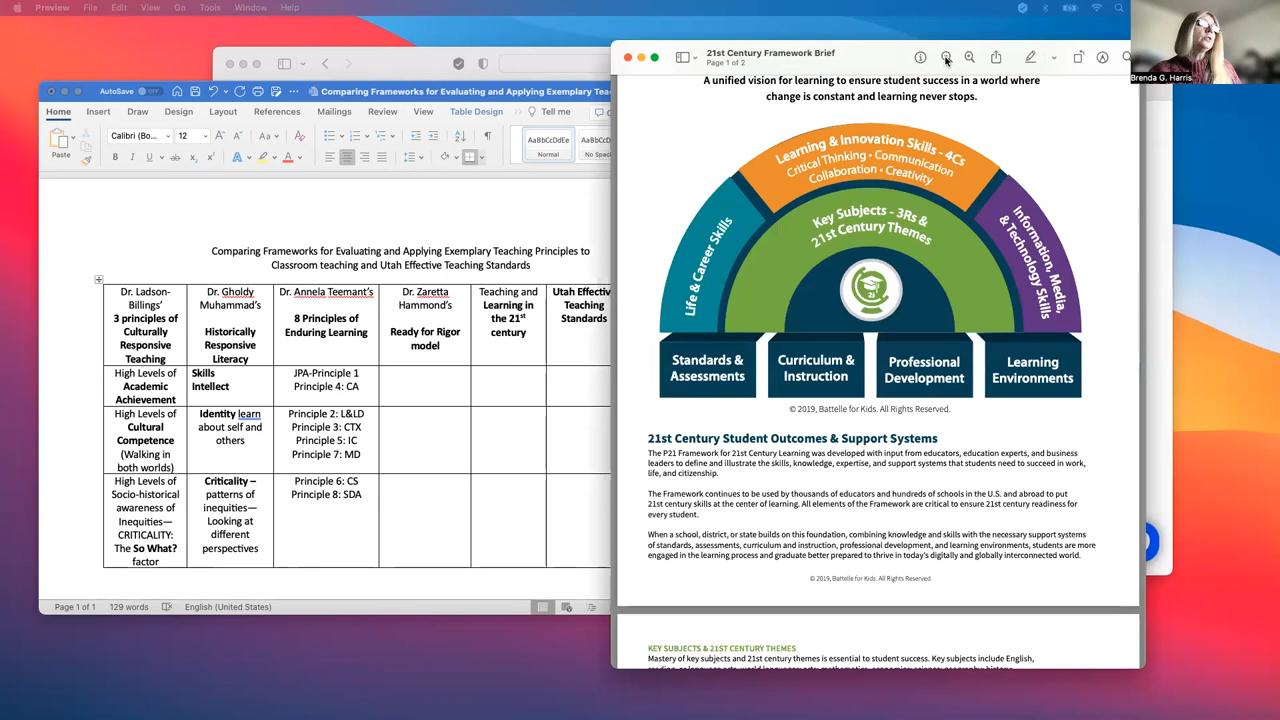 Preview File Edit View Go Tools Window Help
21st Century Framework Brief
Page 1 of 2
Brenda G. Harris
AutoSave OFF
Comparing Frameworks for Evaluating and Applying Exemplary Teac
Home Insert Draw Design Layout References Mailings Review View Table Design Tell me
Paste
Calibri (Bo... 12
AaBbCcDdEe
Normal
AaBbCcDc
No Spac
Comparing Frameworks for Evaluating and Applying Exemplary Teaching Principles to
Classroom teaching and Utah Effective Teaching Standards
Dr. Ladson-
Billings’
3 principles of
Culturally
Responsive
Teaching
Dr. Gholdy
Muhammad’s
Historically
Responsive
Literacy
Dr. Annela Teemant’s
8 Principles of
Enduring Learning
Dr. Zaretta
Hammond’s
Ready for Rigor
model
Teaching and
Learning in
the 21st
century
Utah Effectiv
Teaching
Standards
High Levels of
Academic
Achievement
Skills
Intellect
JPA-Principle 1
Principle 4: CA
High Levels of
Cultural
Competence
(Walking in
both worlds)
Identity learn
about self and
others
Principle 2: L&LD
Principle 3: CTX
Principle 5: IC
Principle 7: MD
High Levels of
Socio-historical
awareness of
Inequities—
CRITICALITY:
The So What?
factor
Criticality –
patterns of
inequities—
Looking at
different
perspectives
Principle 6: CS
Principle 8: SDA
Page 1 of 1 129 words English (United States)
A unified vision for learning to ensure student success in a world where
change is constant and learning never stops.
Learning & Innovation Skills - 4Cs
Critical Thinking • Communication
Collaboration • Creativity
Life & Career Skills
Key Subjects - 3Rs &
21st Century Themes
Information, Media,
& Technology Skills
21
Standards &
Assessments
Curriculum &
Instruction
Professional
Development
Learning
Environments
© 2019, Battelle for Kids. All Rights Reserved.
21st Century Student Outcomes & Support Systems
The P21 Framework for 21st Century Learning was developed with input from educators, education experts, and business
leaders to define and illustrate the skills, knowledge, expertise, and support systems that students need to succeed in work,
life, and citizenship.
The Framework continues to be used by thousands of educators and hundreds of schools in the U.S. and abroad to put
21st century skills at the center of learning. All elements of the Framework are critical to ensure 21st century readiness for
every student.
When a school, district, or state builds on this foundation, combining knowledge and skills with the necessary support systems
of standards, assessments, curriculum and instruction, professional development, and learning environments, students are more
engaged in the learning process and graduate better prepared to thrive in today’s digitally and globally interconnected world.
© 2019, Battelle for Kids. All Rights Reserved.
KEY SUBJECTS & 21ST CENTURY THEMES
Mastery of key subjects and 21st century themes is essential to student success. Key subjects include English,